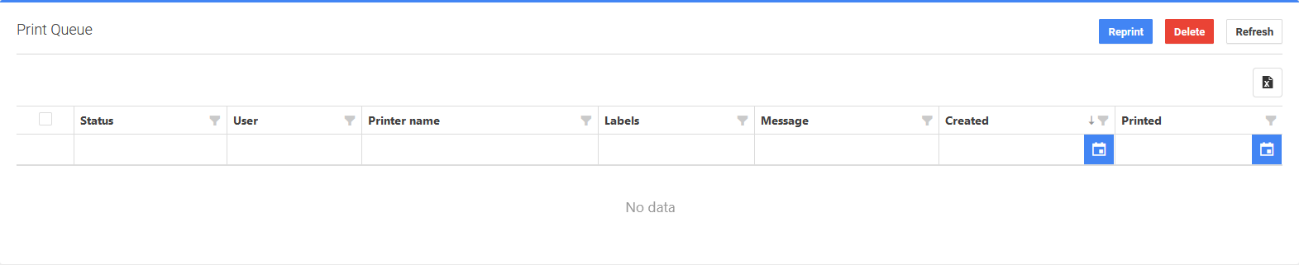 Print Queue
Reprint Delete Refresh
Status User Printer name Labels Message Created Printed
No data